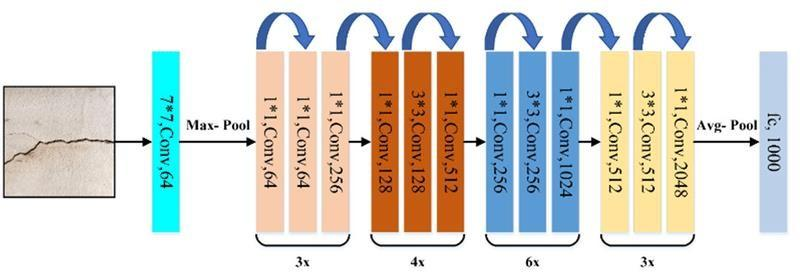 7*7,Conv,64
Max- Pool
1*1,Conv,64
1*1,Conv,64
1*1,Conv,256
3x
1*1,Conv,128
3*3,Conv,128
1*1,Conv,512
4x
1*1,Conv,256
3*3,Conv,256
1*1,Conv,1024
6x
1*1,Conv,512
3*3,Conv,512
1*1,Conv,2048
3x
Avg- Pool
fc, 1000